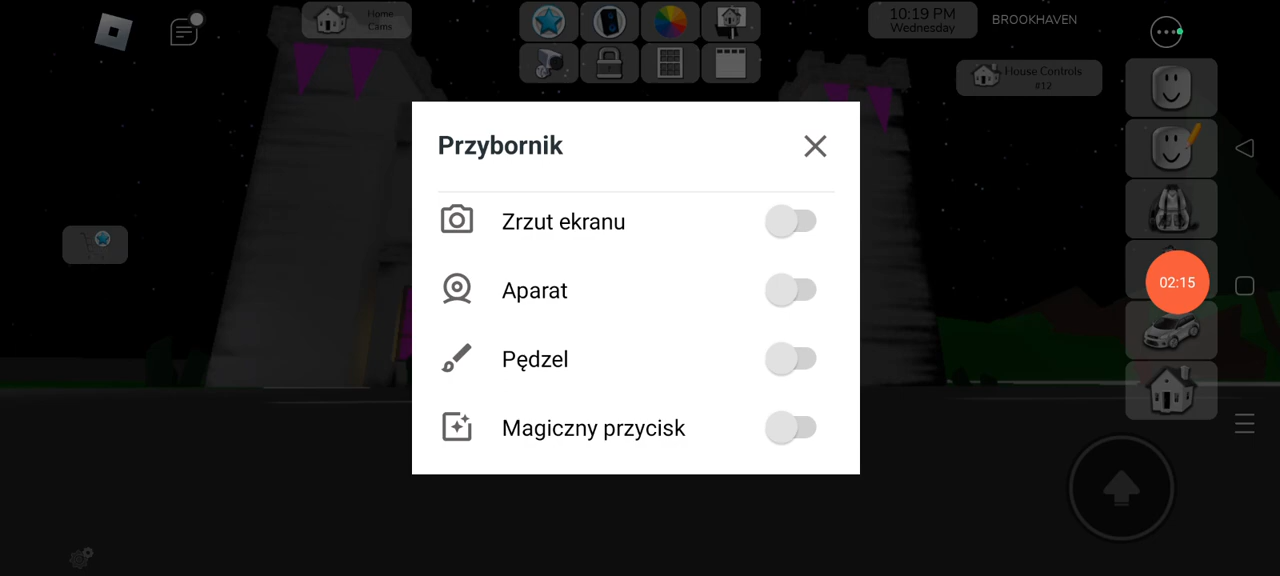 Home
Cams
10:19 PM
Wednesday
BROOKHAVEN
House Controls
#12
Przybornik
Zrzut ekranu
Aparat
Pędzel
Magiczny przycisk
02:15